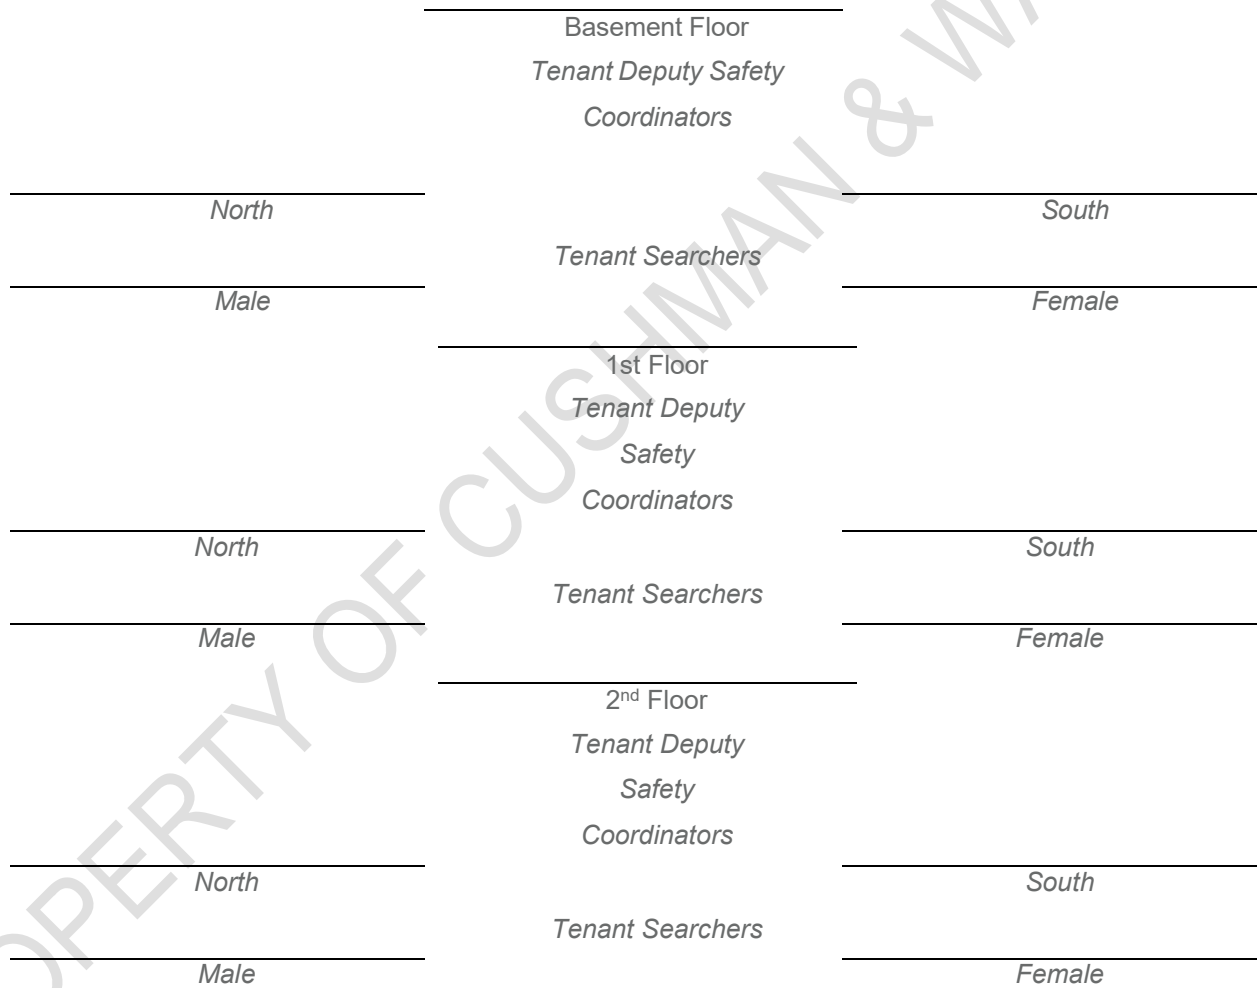 Basement Floor
Tenant Deputy Safety
Coordinators
North South
Tenant Searchers
Male Female
1st Floor
Tenant Deputy
Safety
Coordinators
North South
Tenant Searchers
Male Female
2nd Floor
Tenant Deputy
Safety
Coordinators
North South
Tenant Searchers
Male Female
OPERTY OF CUSHMAN & WA